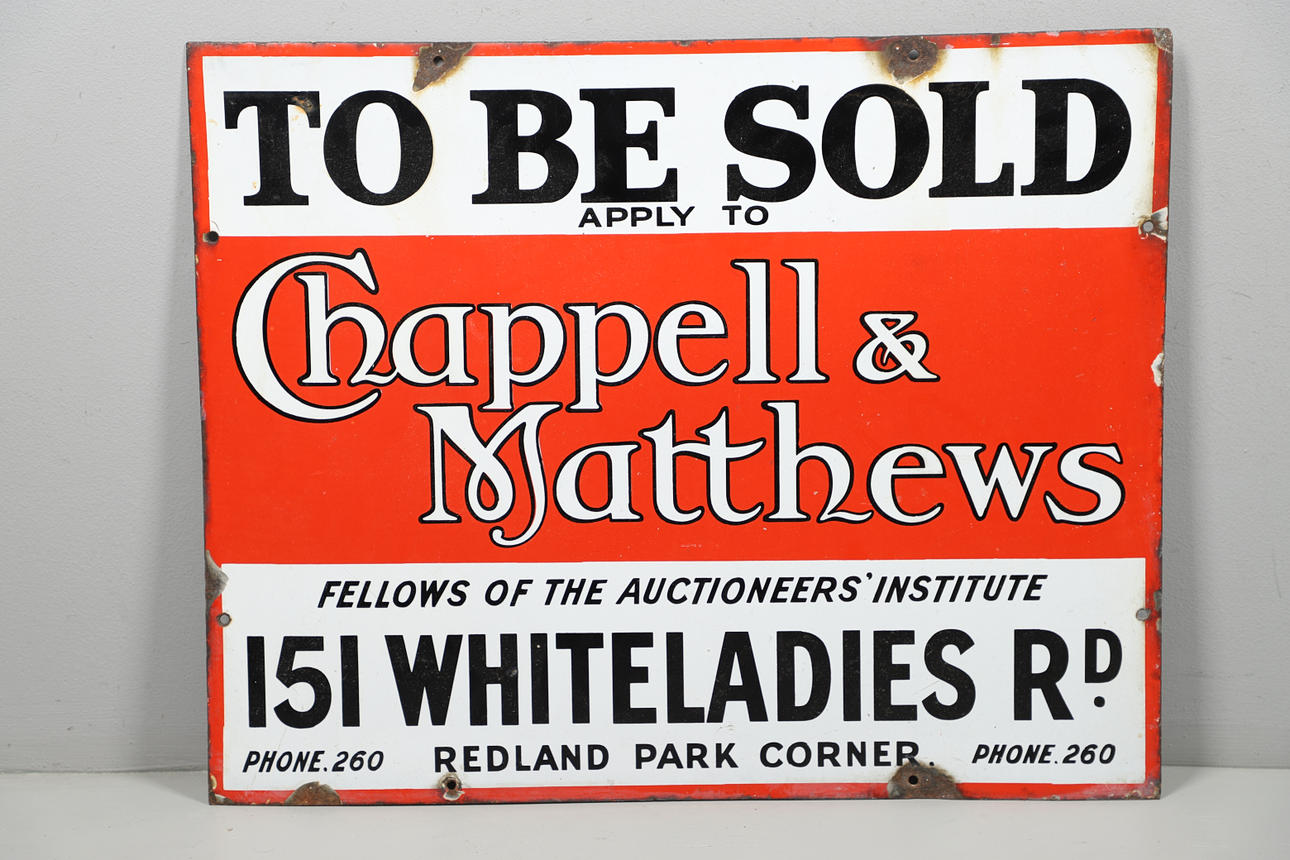 TO BE SOLD
APPLY TO
Chappell &
Matthews
FELLOWS OF THE AUCTIONEERS' INSTITUTE
151 WHITELADIES RD.
PHONE.260 REDLAND PARK CORNER. PHONE.260